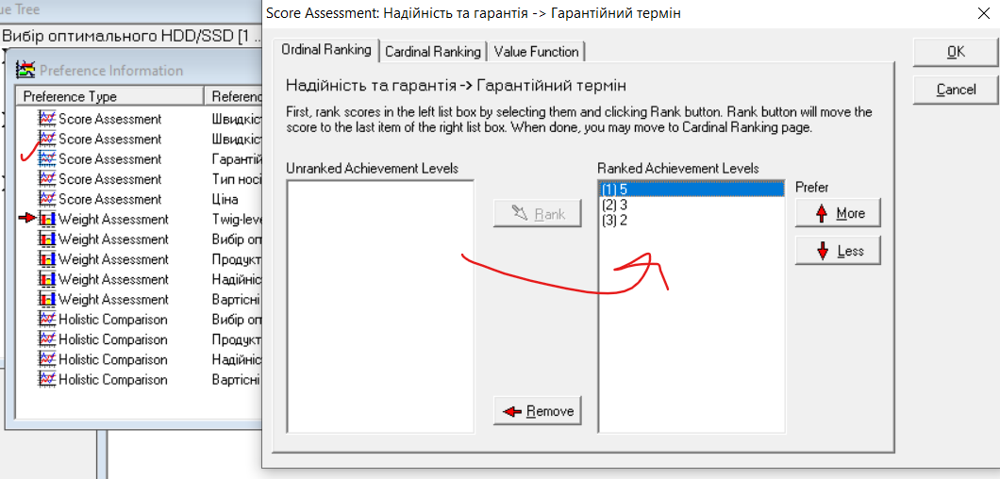 ue Tree
Вибір оптимального HDD/SSD [1 ...
Preference Information
Preference Type Referenc
Score Assessment Швидкіст
Score Assessment Швидкіст
Score Assessment Гарантій
Score Assessment Тип носі
Score Assessment Ціна
Weight Assessment Twig-leve
Weight Assessment Вибір оп
Weight Assessment Продукт
Weight Assessment Надійніс
Weight Assessment Вартісні
Holistic Comparison Вибір оп
Holistic Comparison Продукт
Holistic Comparison Надійніс
Holistic Comparison Вартісні
Score Assessment: Надійність та гарантія -> Гарантійний термін
Ordinal Ranking Cardinal Ranking Value Function
OK
Cancel
Надійність та гарантія -> Гарантійний термін
First, rank scores in the left list box by selecting them and clicking Rank button. Rank button will move the
score to the last item of the right list box. When done, you may move to Cardinal Ranking page.
Unranked Achievement Levels
Rank
Remove
Ranked Achievement Levels
(1) 5
(2) 3
(3) 2
Prefer
More
Less